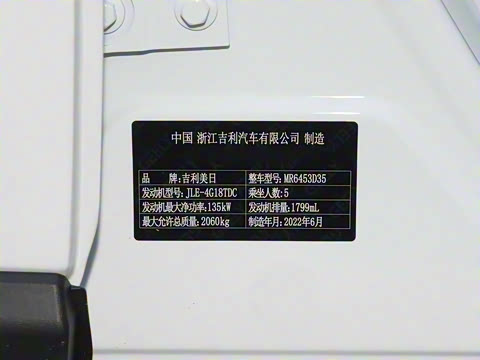 中国 浙江吉利汽车有限公司 制造
品 牌:吉利美日 整车型号:MR6453D35
发动机型号:JLE-4G18TDC 乘坐人数:5
发动机最大净功率:135kW 发动机排量:1799mL
最大允许总质量:2060kg 制造年月:2022年6月